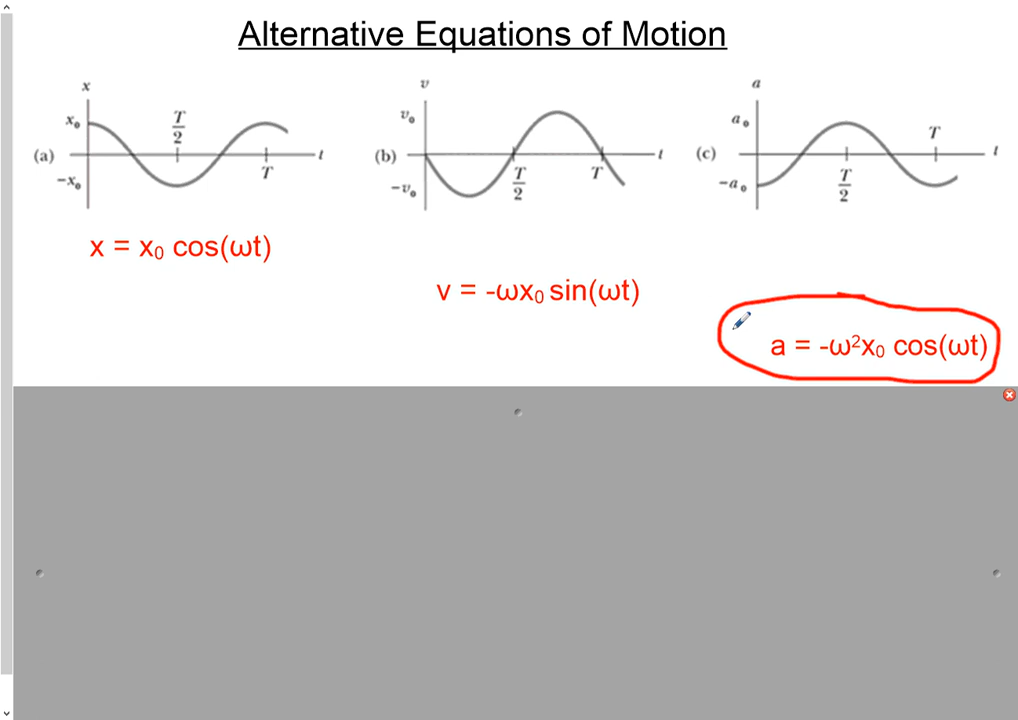 Alternative Equations of Motion
x
x₀
T/2
(a)
t
−x₀
T
v
v₀
(b)
t
−v₀
T/2
T
a
a₀
T
(c)
t
−a₀
T/2
x = x₀ cos(ωt)
v = -ωx₀ sin(ωt)
a = -ω²x₀ cos(ωt)